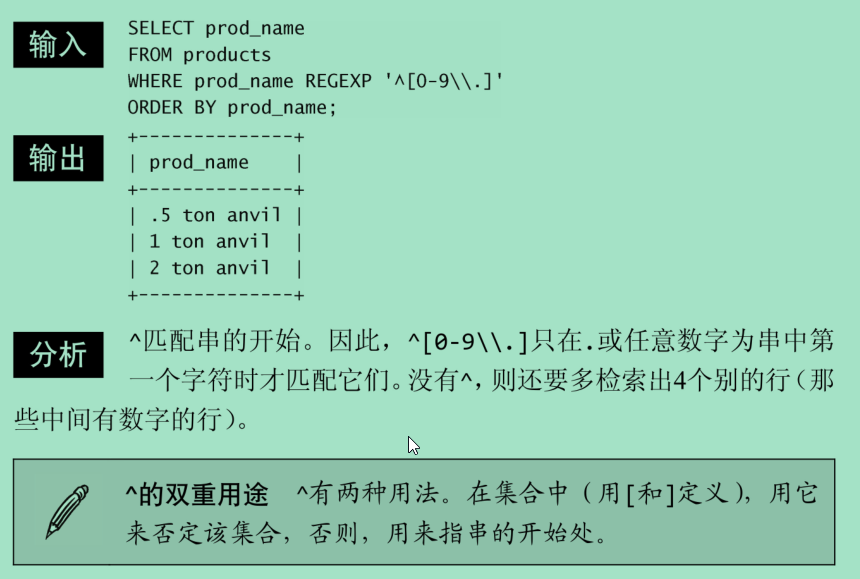 输入
SELECT prod_name
FROM products
WHERE prod_name REGEXP '^[0-9\\.]'
ORDER BY prod_name;
输出
+--------------+
| prod_name    |
+--------------+
| .5 ton anvil |
| 1 ton anvil  |
| 2 ton anvil  |
+--------------+
分析
^匹配串的开始。因此，^[0-9\\.]只在.或任意数字为串中第
一个字符时才匹配它们。没有^，则还要多检索出4个别的行（那
些中间有数字的行）。
^的双重用途 ^有两种用法。在集合中（用[和]定义），用它
来否定该集合，否则，用来指串的开始处。